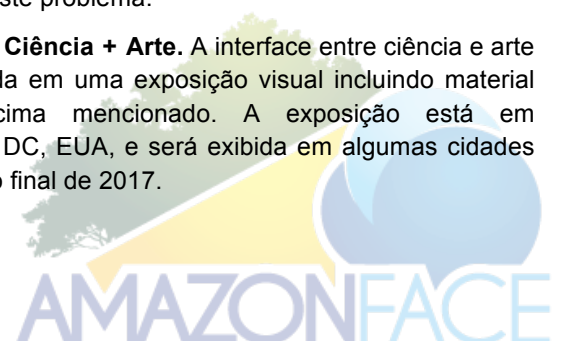 este problema.
Ciência + Arte. A interface entre ciência e arte
da em uma exposição visual incluindo material
cima mencionado. A exposição está em
DC, EUA, e será exibida em algumas cidades
o final de 2017.
AMAZONFACE